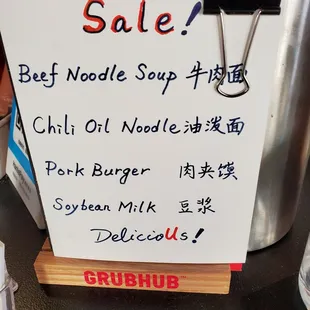 Sale!
Beef Noodle Soup 牛肉面
Chili Oil Noodle 油泼面
Pork Burger 肉夹馍
Soybean Milk 豆浆
Delicious!
GRUBHUB